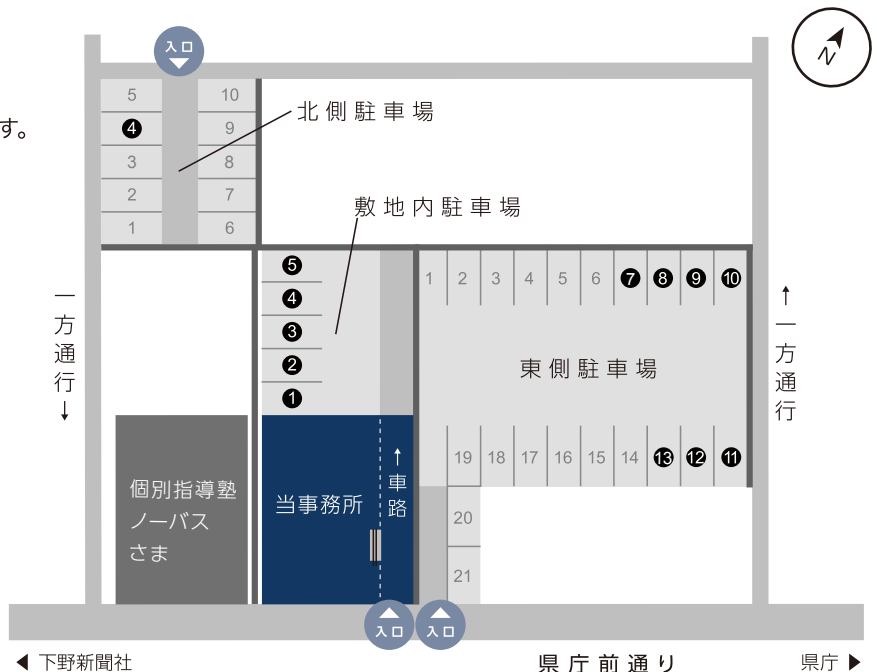 入口
N
す。
5
10
北側駐車場
4
9
3
8
2
7
1
6
敷地内駐車場
5
4
3
2
1
1 2 3 4 5 6 7 8 9 10
東側駐車場
19 18 17 16 15 14 13 12 11
20
21
一方通行↓
↑一方通行
個別指導塾
ノーバス
さま
当事務所
↑車路
入口
入口
◀ 下野新聞社
県庁前通り
県庁 ▶